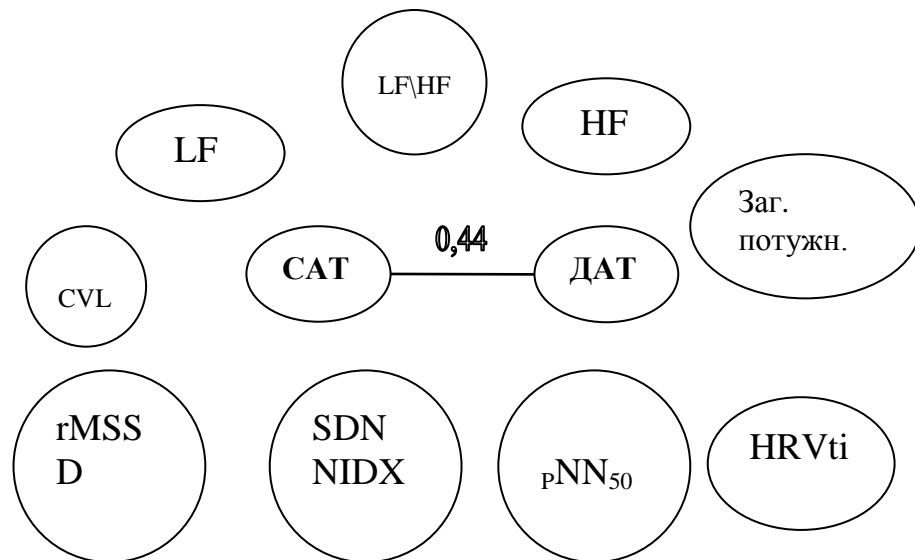 LF\HF
LF
HF
Заг.
потужн.
0,44
САТ
ДАТ
CVL
rMSS
D
SDN
NIDX
PNN50
HRVti